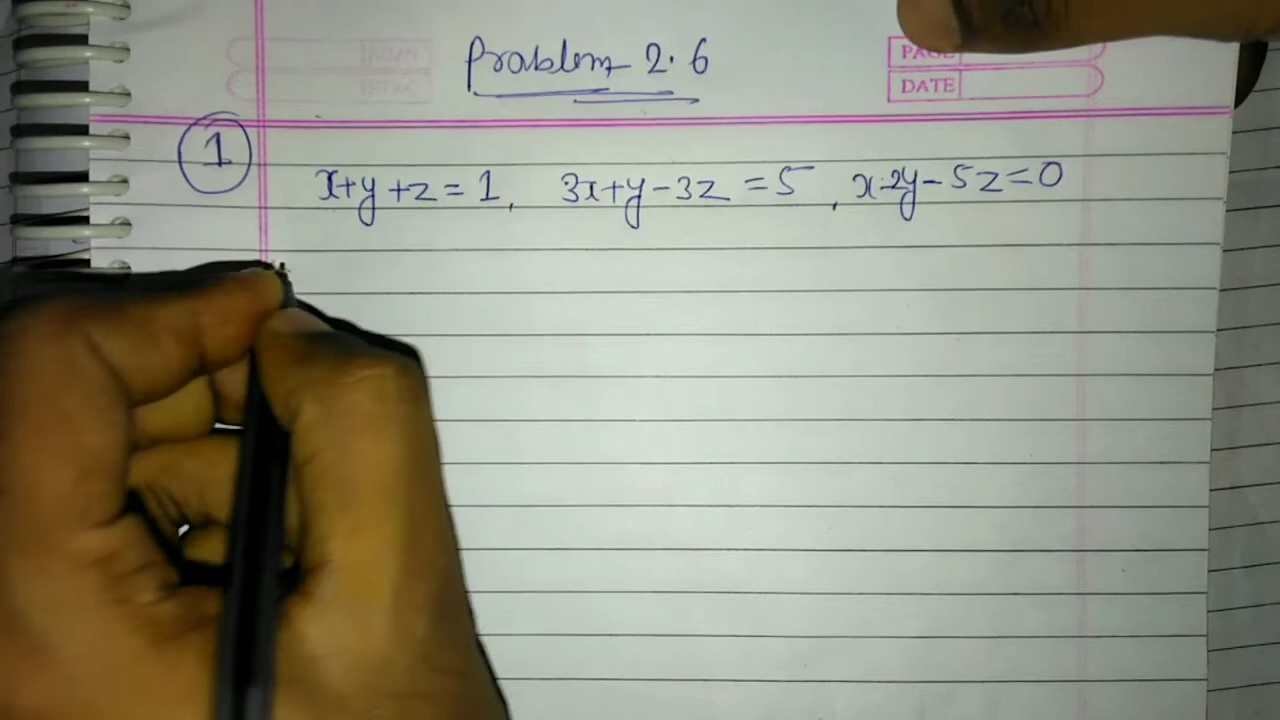 Problem 2.6
DATE
1
x+y+z=1, 3x+y-3z=5, x-2y-5z=0